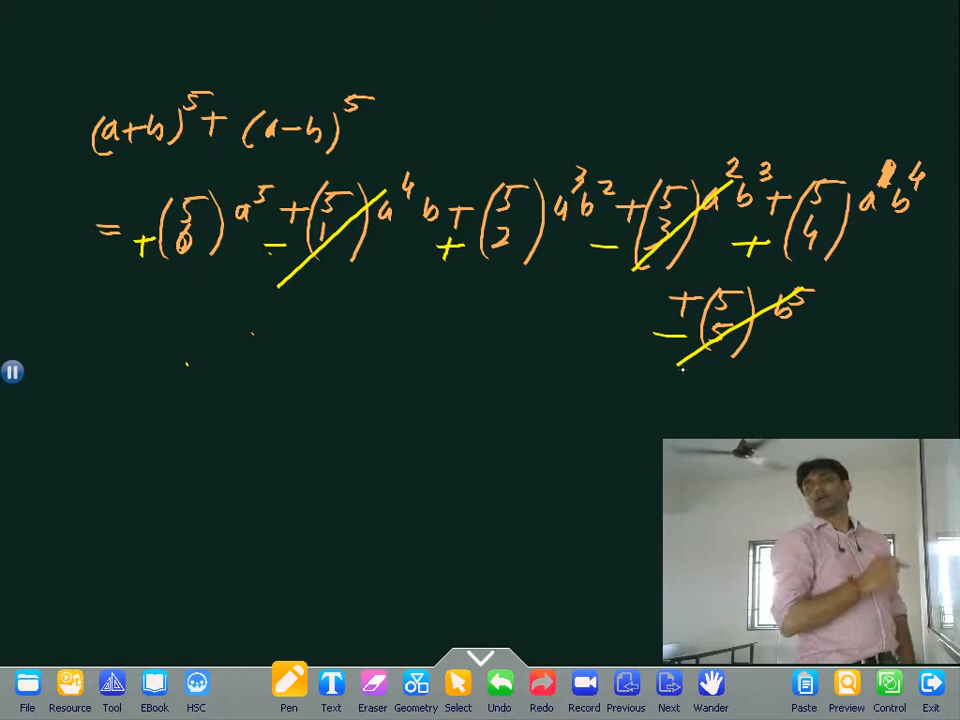 (a+b)^5 + (a-b)^5
= (5 0) a^5 + (5 1) a^4 b + (5 2) a^3 b^2 + (5 3) a^2 b^3 + (5 4) a^1 b^4
+ - + - +
+ (5 5) b^5
-
File Resource Tool EBook HSC Pen Text Eraser Geometry Select Undo Redo Record Previous Next Wander Paste Preview Control Exit